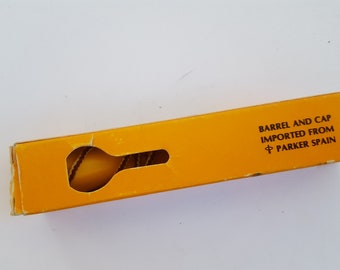 BARREL AND CAP
IMPORTED FROM
PARKER SPAIN